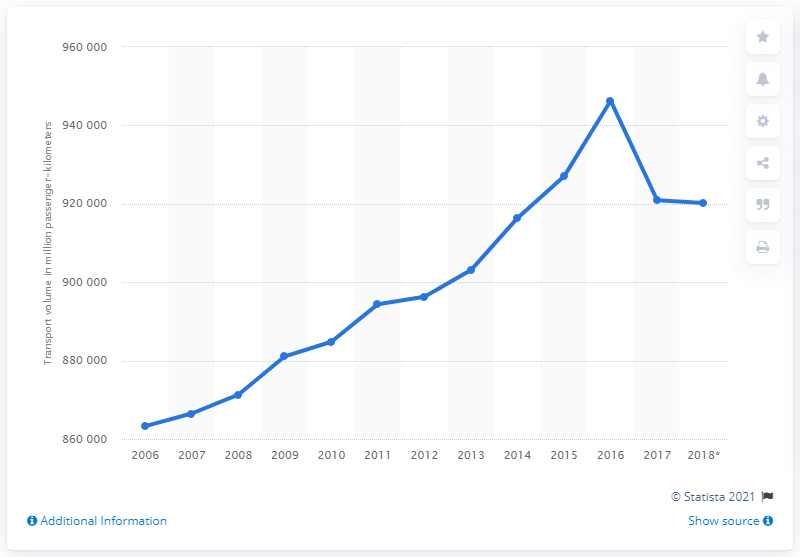 960 000
940 000
920 000
900 000
880 000
860 000
Transport volume in million passenger-kilometers
2006 2007 2008 2009 2010 2011 2012 2013 2014 2015 2016 2017 2018*
© Statista 2021
Additional Information
Show source